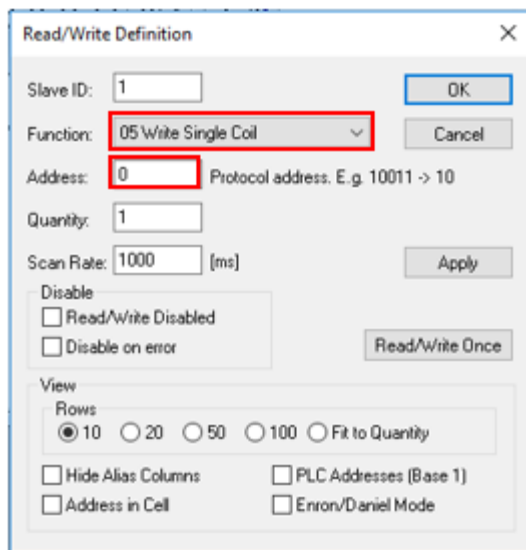 Read/Write Definition
Slave ID: 1
OK
Function: 05 Write Single Coil
Cancel
Address: 0 Protocol address. E.g. 10011 -> 10
Quantity: 1
Scan Rate: 1000 [ms]
Apply
Disable
Read/Write Disabled
Disable on error
Read/Write Once
View
Rows
10 20 50 100 Fit to Quantity
Hide Alias Columns PLC Addresses (Base 1)
Address in Cell Enron/Daniel Mode